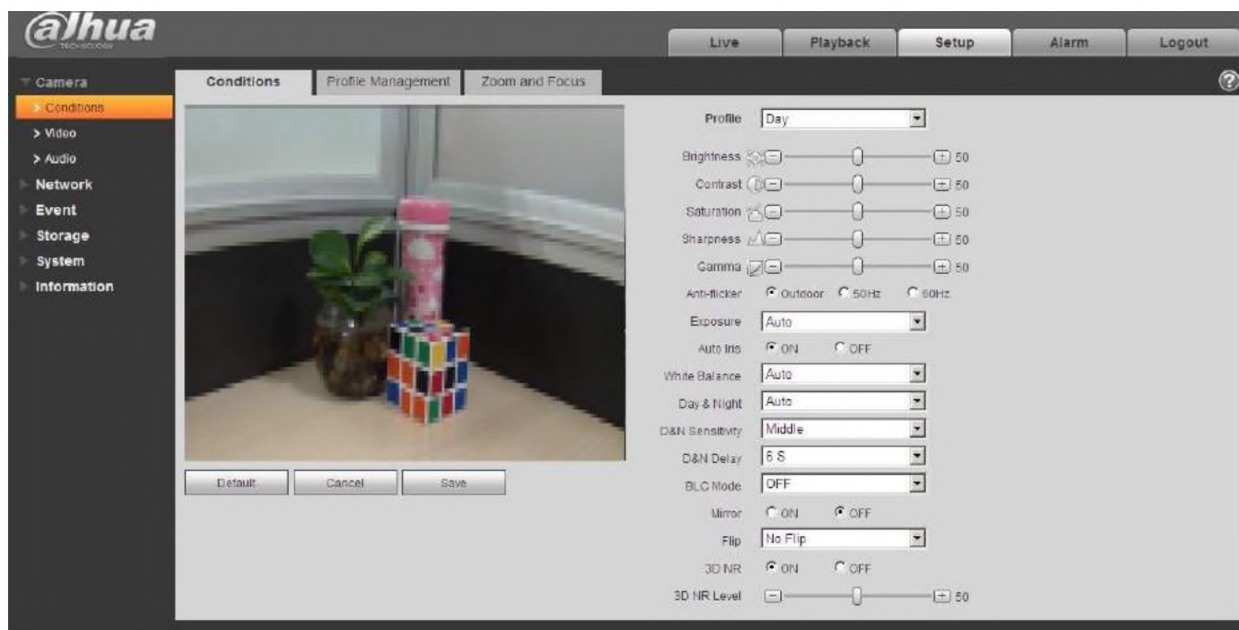 alhua
TECHNOLOGY
Live
Playback
Setup
Alarm
Logout
Camera
> Conditions
> Video
> Audio
Network
Event
Storage
System
Information
Conditions
Profile Management
Zoom and Focus
?
Default
Cancel
Save
Profile Day
Brightness - + 50
Contrast - + 50
Saturation - + 50
Sharpness - + 50
Gamma - + 50
Anti-flicker Outdoor 50Hz 60Hz
Exposure Auto
Auto Iris ON OFF
White Balance Auto
Day & Night Auto
D&N Sensitivity Middle
D&N Delay 6 S
BLC Mode OFF
Mirror ON OFF
Flip No Flip
3D NR ON OFF
3D NR Level - + 50